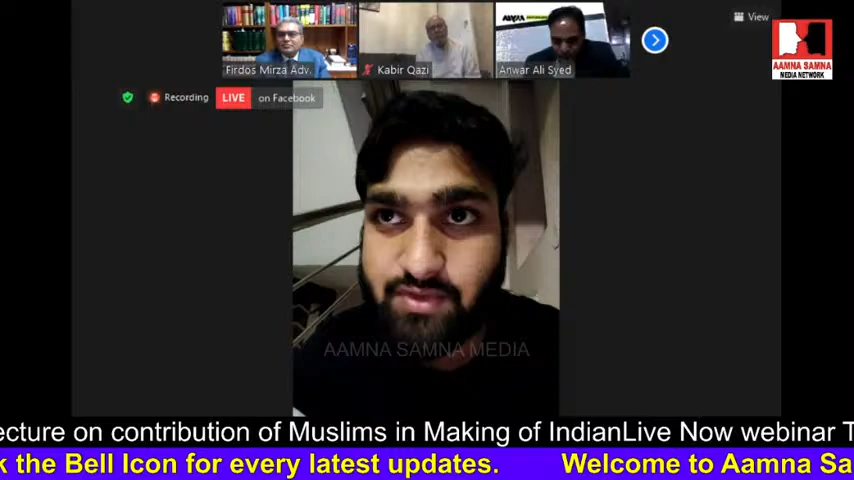 AWWA
View
AAMNA SAMNA
MEDIA NETWORK
Firdos Mirza Adv.
Kabir Qazi
Anwar Ali Syed
Recording
LIVE
on Facebook
AAMNA SAMNA MEDIA
ecture on contribution of Muslims in Making of IndianLive Now webinar T
k the Bell Icon for every latest updates.
Welcome to Aamna Sa